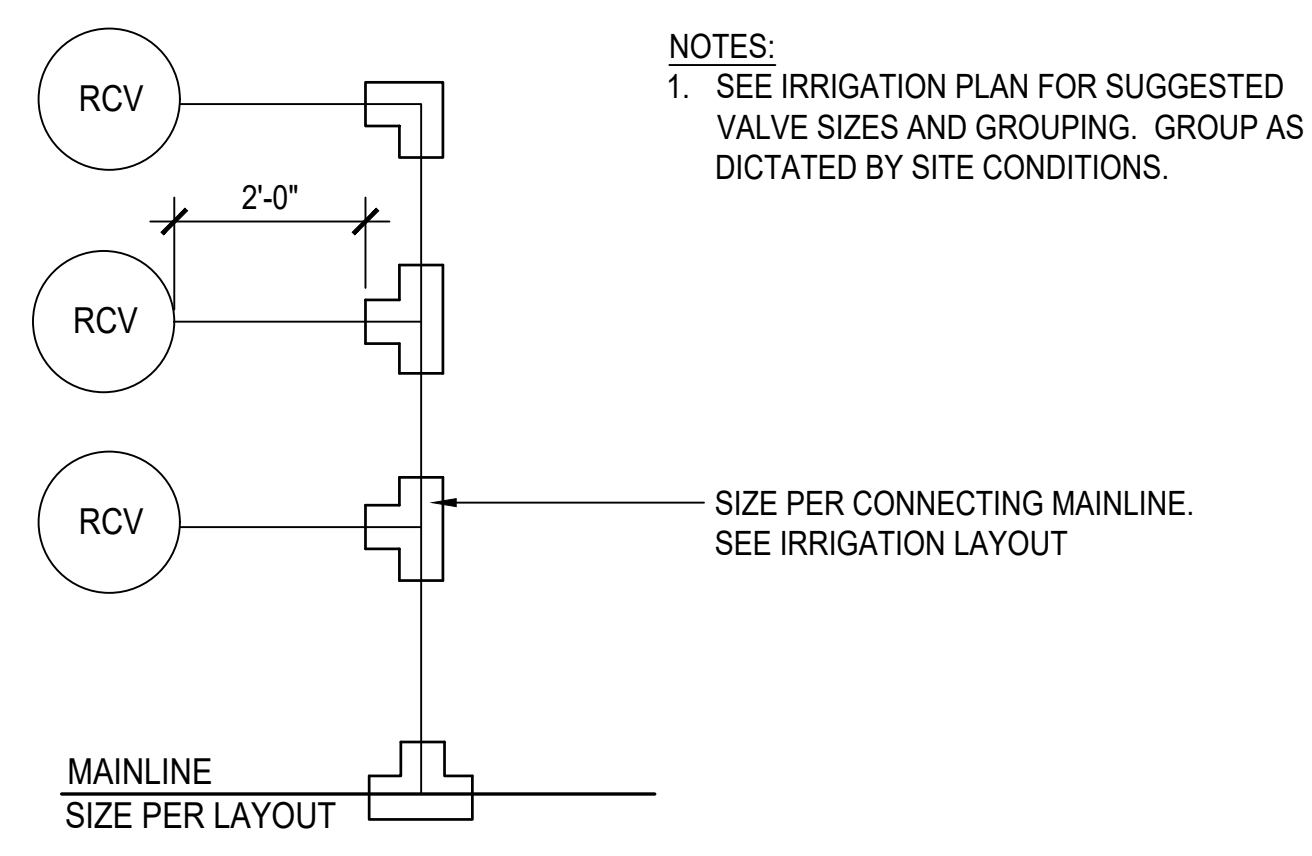 RCV
NOTES:
1. SEE IRRIGATION PLAN FOR SUGGESTED
VALVE SIZES AND GROUPING. GROUP AS
DICTATED BY SITE CONDITIONS.
2'-0"
RCV
RCV
SIZE PER CONNECTING MAINLINE.
SEE IRRIGATION LAYOUT
MAINLINE
SIZE PER LAYOUT